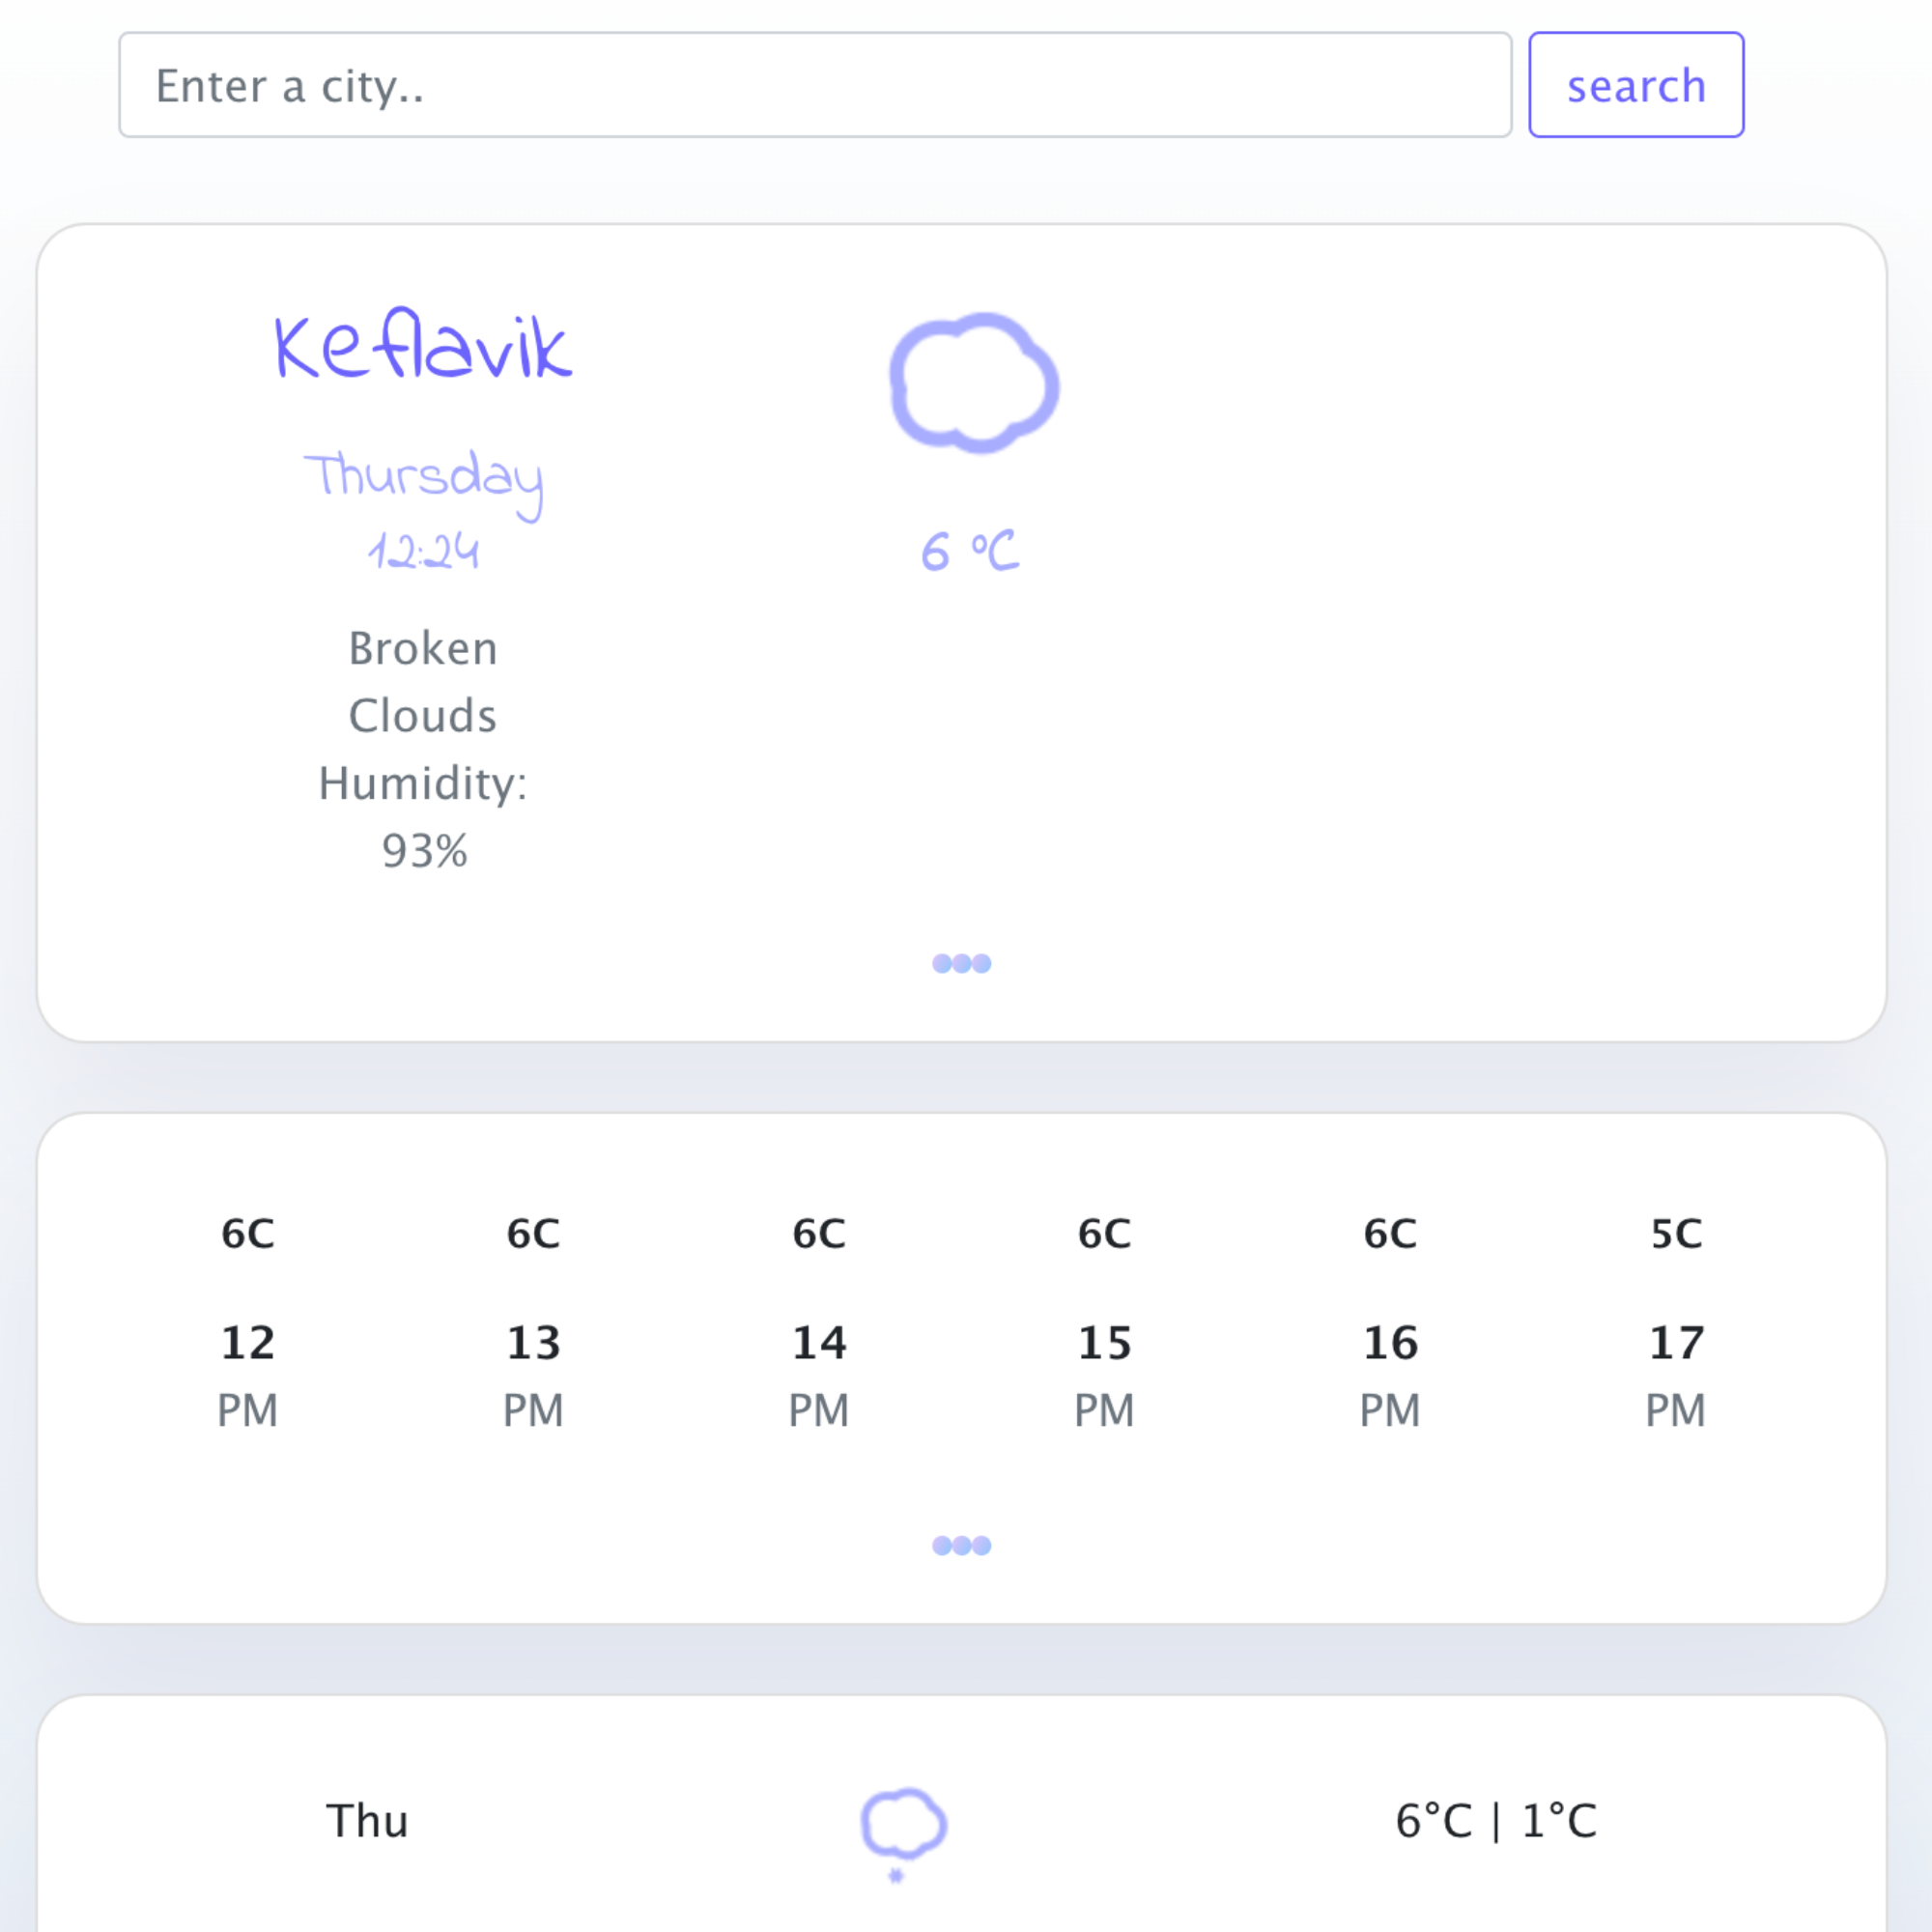 Enter a city..
search
Keflavik
Thursday
12:24
6 °C
Broken
Clouds
Humidity:
93%
6C 6C 6C 6C 6C 5C
12 13 14 15 16 17
PM PM PM PM PM PM
Thu 6°C | 1°C